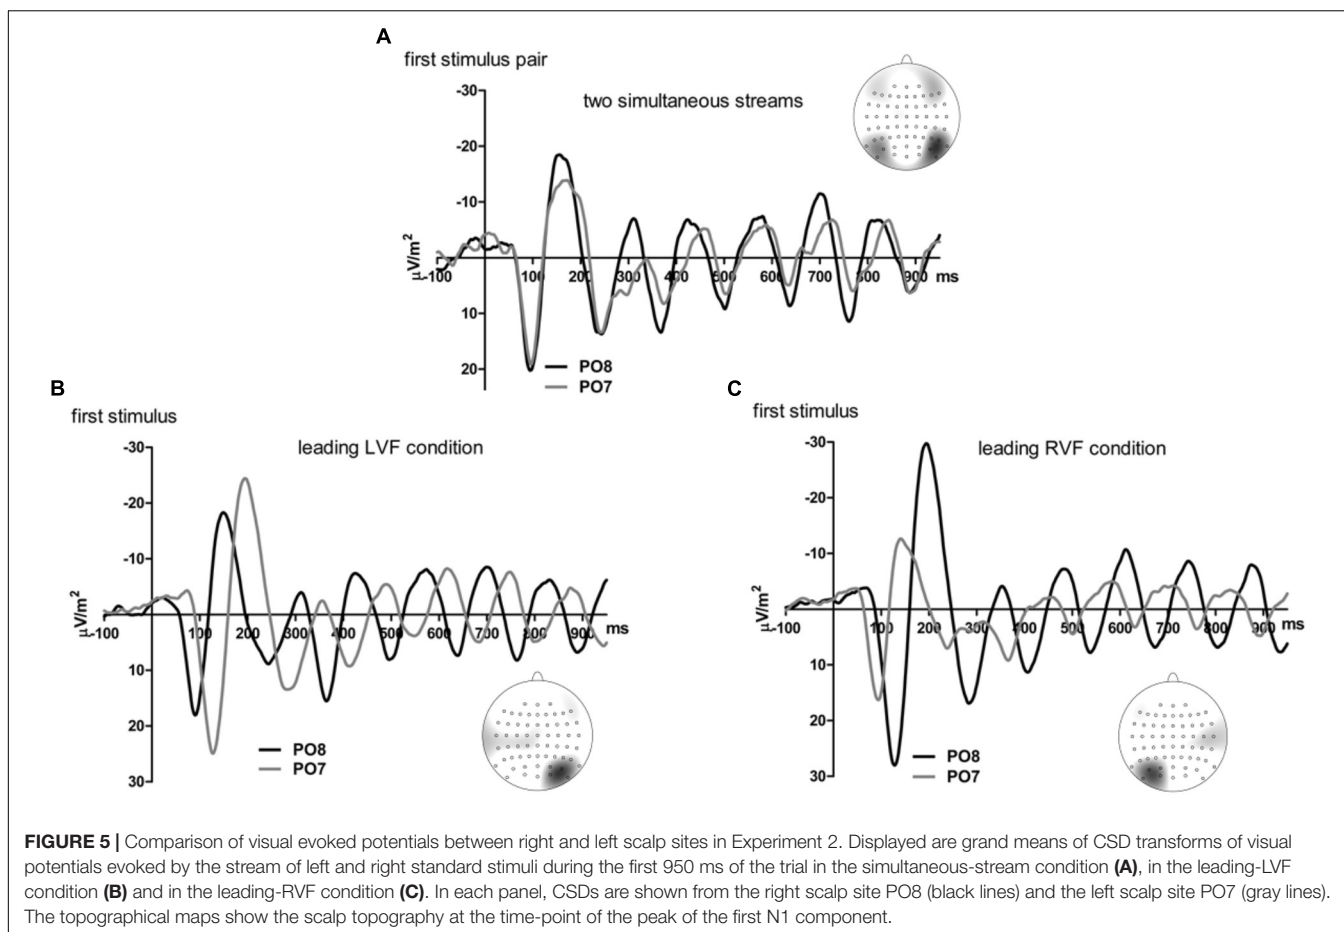 A
first stimulus pair
two simultaneous streams
-30
-20
-10
10
20
µV/m²
-100 100 200 300 400 500 600 700 800 900 ms
PO8
PO7
B
first stimulus
leading LVF condition
-30
-20
-10
10
20
30
µV/m²
-100 100 200 300 400 500 600 700 800 900 ms
PO8
PO7
C
first stimulus
leading RVF condition
-30
-20
-10
10
20
30
µV/m²
-100 100 200 300 400 500 600 700 800 900 ms
PO8
PO7
FIGURE 5 | Comparison of visual evoked potentials between right and left scalp sites in Experiment 2. Displayed are grand means of CSD transforms of visual
potentials evoked by the stream of left and right standard stimuli during the first 950 ms of the trial in the simultaneous-stream condition (A), in the leading-LVF
condition (B) and in the leading-RVF condition (C). In each panel, CSDs are shown from the right scalp site PO8 (black lines) and the left scalp site PO7 (gray lines).
The topographical maps show the scalp topography at the time-point of the peak of the first N1 component.